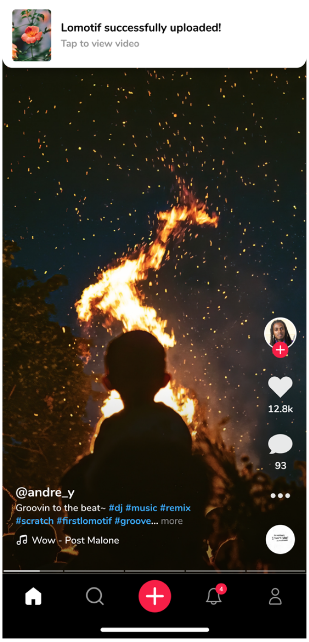 Lomotif successfully uploaded!
Tap to view video
12.8k
93
@andre_y
Groovin to the beat~ #dj #music #remix
#scratch #firstlomotif #groove... more
Wow - Post Malone
4